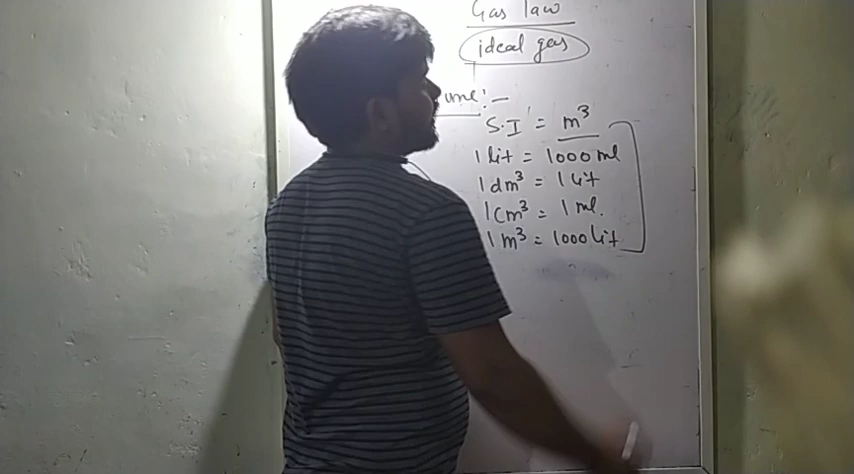 Gas law
ideal gas
ume:-
S.I = m³
1 lit = 1000 ml
1 dm³ = 1 lit
1 cm³ = 1 ml.
1 m³ = 1000 lit